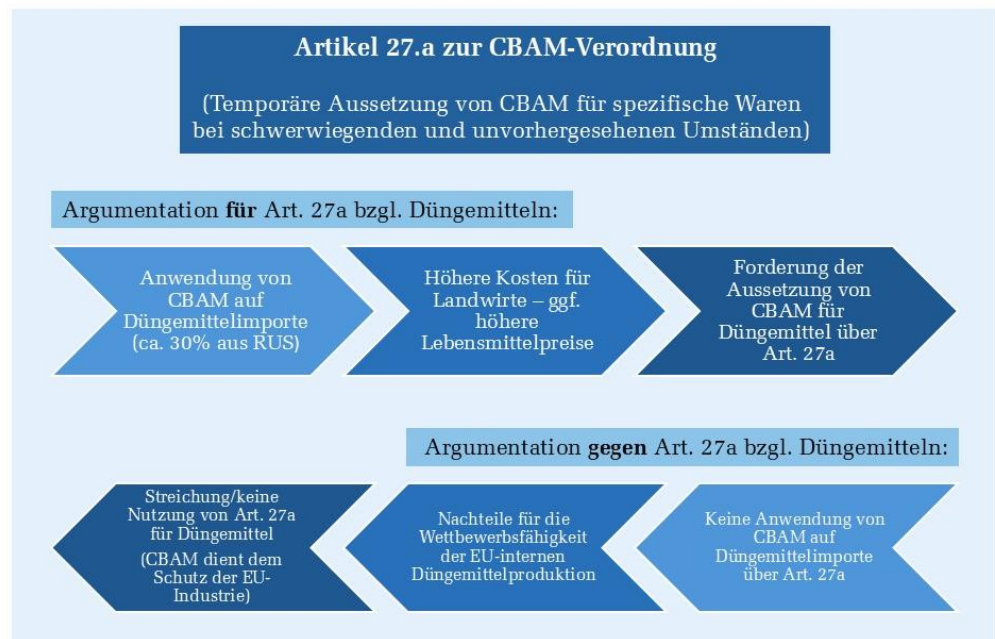 Artikel 27.a zur CBAM-Verordnung
(Temporäre Aussetzung von CBAM für spezifische Waren
bei schwerwiegenden und unvorhergesehenen Umständen)
Argumentation für Art. 27a bzgl. Düngemitteln:
Anwendung von
CBAM auf
Düngemittelimporte
(ca. 30% aus RUS)
Höhere Kosten für
Landwirte – ggf.
höhere
Lebensmittelpreise
Forderung der
Aussetzung von
CBAM für
Düngemittel über
Art. 27a
Argumentation gegen Art. 27a bzgl. Düngemitteln:
Streichung/keine
Nutzung von Art. 27a
für Düngemittel
(CBAM dient dem
Schutz der EU-
Industrie)
Nachteile für die
Wettbewerbsfähigkeit
der EU-internen
Düngemittelproduktion
Keine Anwendung von
CBAM auf
Düngemittelimporte
über Art. 27a